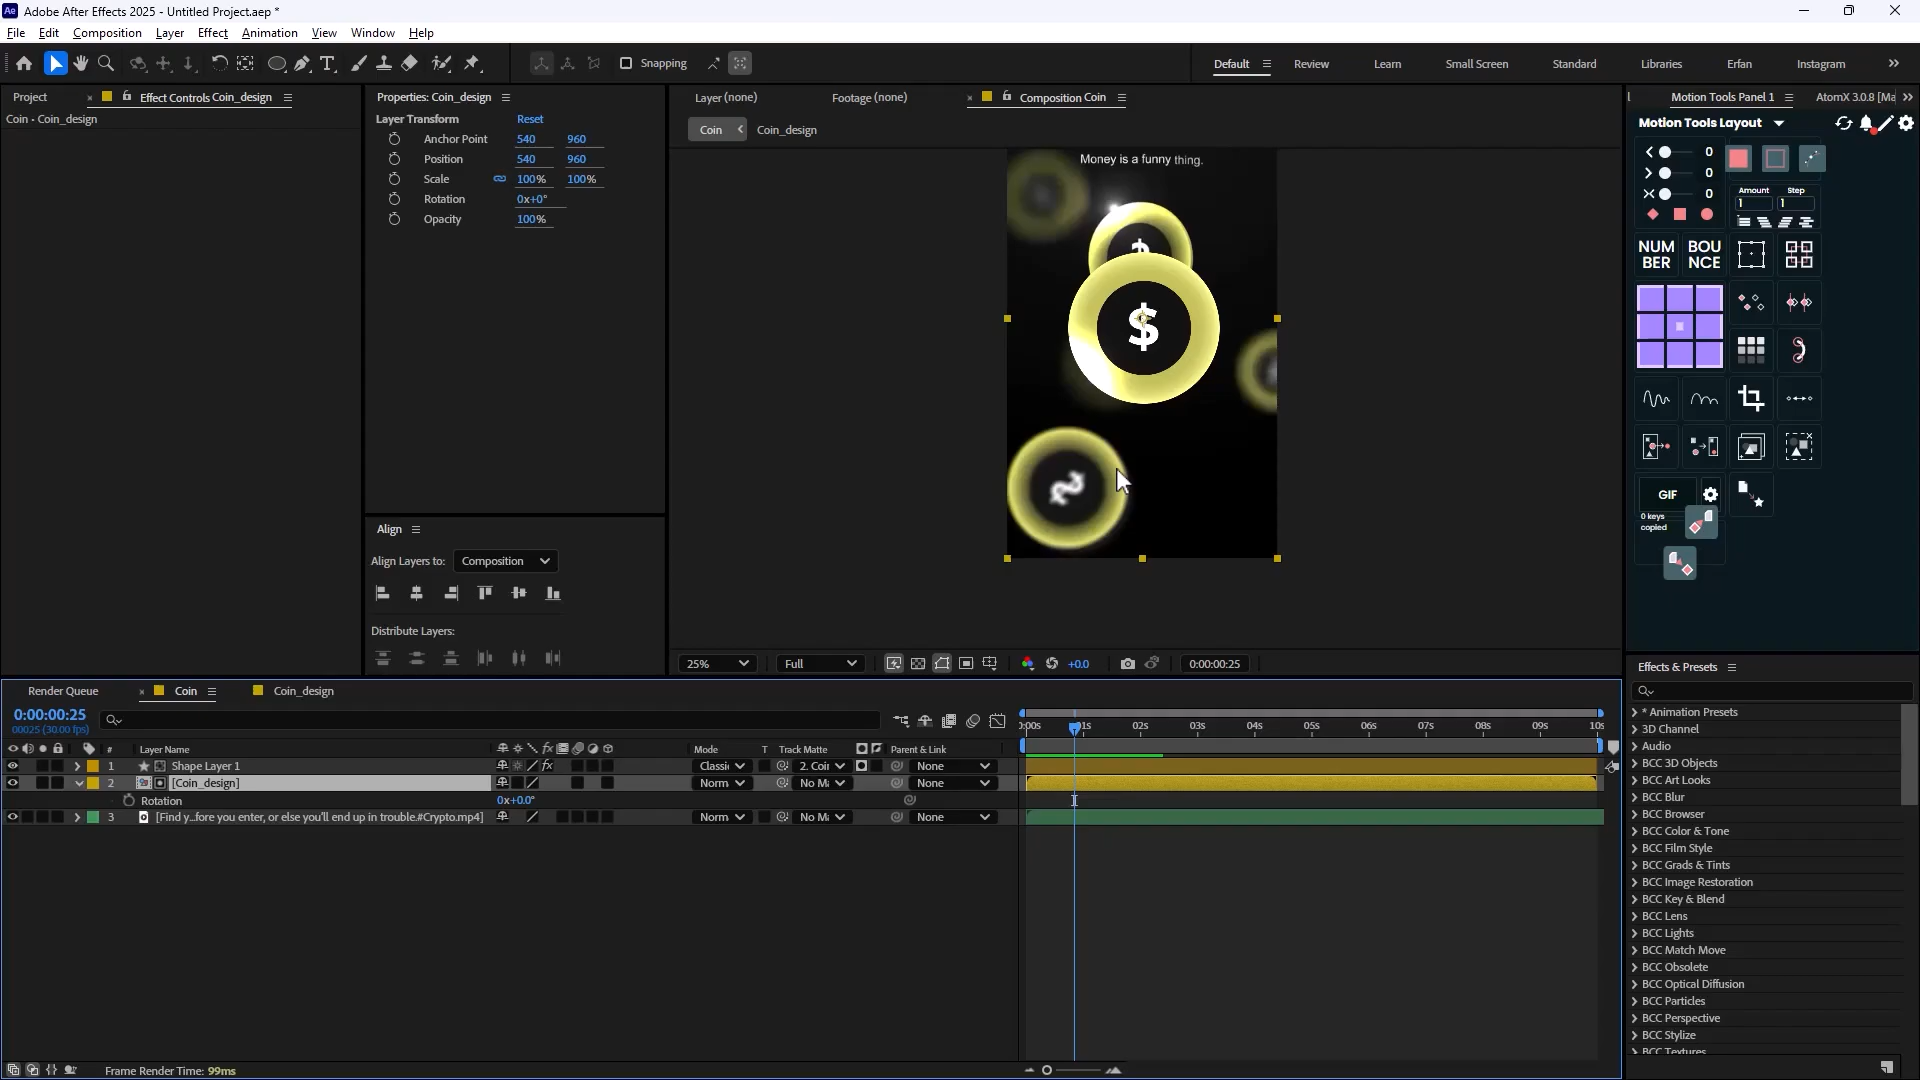 Adobe After Effects 2025 - Untitled Project.aep *
File Edit Composition Layer Effect Animation View Window Help
Snapping
Default Review Learn Small Screen Standard Libraries Erfan Instagram
Project
Effect Controls Coin_design
Coin - Coin_design
Properties: Coin_design
Layer Transform Reset
Anchor Point 540 960
Position 540 960
Scale 100% 100%
Rotation 0x+0°
Opacity 100%
Align
Align Layers to: Composition
Distribute Layers:
Layer (none) Footage (none) Composition Coin
Coin Coin_design
Money is a funny thing.
$
$
25% Full +0.0 0:00:00:25
Motion Tools Panel 1 AtomX 3.0.8 [Ma
Motion Tools Layout
0
0
0
Amount Step
1 1
NUM
BER
BOU
NCE
GIF
0 keys
copied
Effects & Presets
* Animation Presets
3D Channel
Audio
BCC 3D Objects
BCC Art Looks
BCC Blur
BCC Browser
BCC Color & Tone
BCC Film Style
BCC Grads & Tints
BCC Image Restoration
BCC Key & Blend
BCC Lens
BCC Lights
BCC Match Move
BCC Obsolete
BCC Optical Diffusion
BCC Particles
BCC Perspective
BCC Stylize
BCC Textures
Render Queue Coin Coin_design
0:00:00:25
00025 (30.00 fps)
:00s 01s 02s 03s 04s 05s 06s 07s 08s 09s 10s
# Layer Name Mode T Track Matte Parent & Link
1 Shape Layer 1 Classi 2. Coi None
2 [Coin_design] Norm No Ma None
Rotation 0x+0.0°
3 [Find y...fore you enter, or else you'll end up in trouble.#Crypto.mp4] Norm No Ma None
Frame Render Time: 99ms